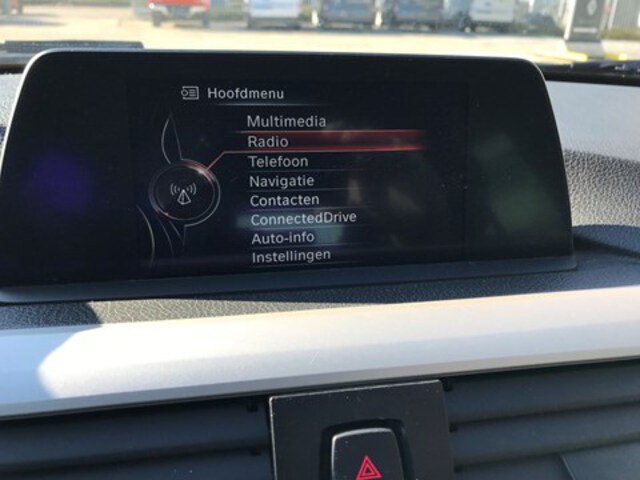 Hoofdmenu
Multimedia
Radio
Telefoon
Navigatie
Contacten
ConnectedDrive
Auto-info
Instellingen